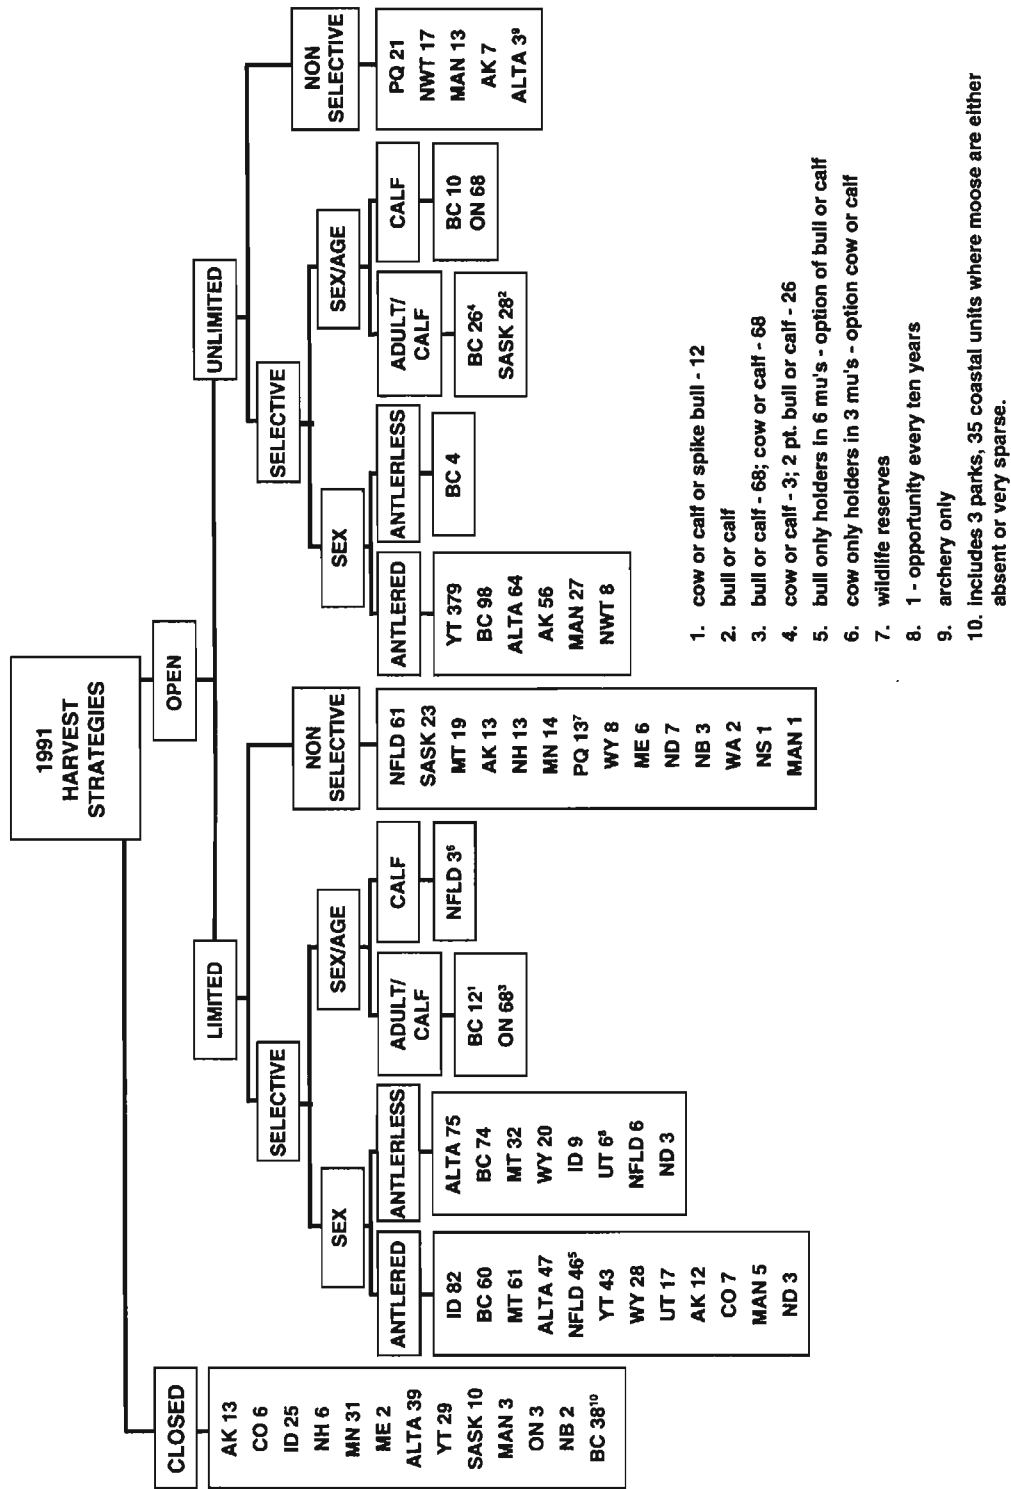 1991
HARVEST
STRATEGIES
CLOSED
AK 13
CO 6
ID 25
NH 6
MN 31
ME 2
ALTA 39
YT 29
SASK 10
MAN 3
ON 3
NB 2
BC 38¹⁰
OPEN
LIMITED
SELECTIVE
SEX
ANTLERED
ID 82
BC 60
MT 61
ALTA 47
NFLD 46⁵
YT 43
WY 28
UT 17
AK 12
CO 7
MAN 5
ND 3
ANTLERLESS
ALTA 75
BC 74
MT 32
WY 20
ID 9
UT 6⁸
NFLD 6
ND 3
SEX/AGE
ADULT/
CALF
BC 12¹
ON 68³
CALF
NFLD 3⁶
NON
SELECTIVE
NFLD 61
SASK 23
MT 19
AK 13
NH 13
MN 14
PQ 13⁷
WY 8
ME 6
ND 7
NB 3
WA 2
NS 1
MAN 1
UNLIMITED
SELECTIVE
SEX
ANTLERED
YT 379
BC 98
ALTA 64
AK 56
MAN 27
NWT 8
ANTLERLESS
BC 4
SEX/AGE
ADULT/
CALF
BC 26⁴
SASK 28²
CALF
BC 10
ON 68
NON
SELECTIVE
PQ 21
NWT 17
MAN 13
AK 7
ALTA 3⁹
1. cow or calf or spike bull - 12
2. bull or calf
3. bull or calf - 68; cow or calf - 68
4. cow or calf - 3; 2 pt. bull or calf - 26
5. bull only holders in 6 mu's - option of bull or calf
6. cow only holders in 3 mu's - option cow or calf
7. wildlife reserves
8. 1 - opportunity every ten years
9. archery only
10. includes 3 parks, 35 coastal units where moose are either
absent or very sparse.